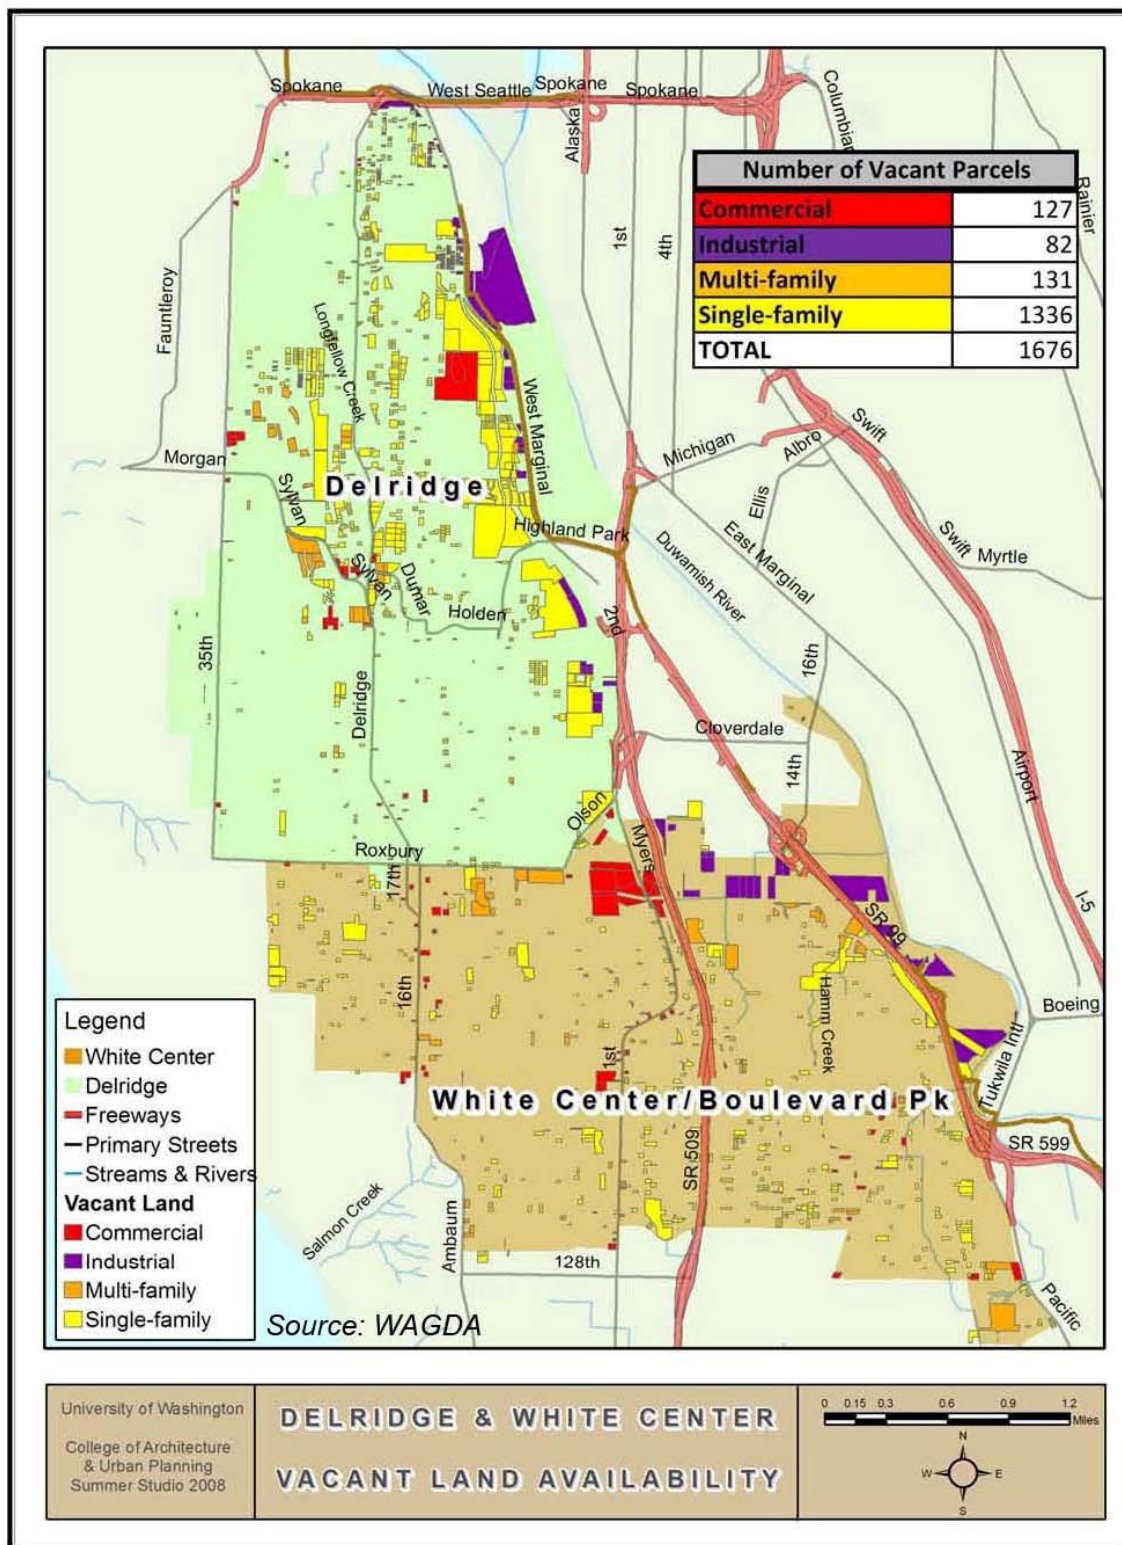 Spokane
West Seattle
Spokane
Spokane
Columbian
Alaska
Number of Vacant Parcels
Commercial 127
Industrial 82
Multi-family 131
Single-family 1336
TOTAL 1676
Rainier
1st
4th
Fauntleroy
Longfellow Creek
West Marginal
Swift
Albro
Michigan
Morgan
Sylvan
Delridge
Ellis
Highland Park
East Marginal
Swift
Myrtle
Duwamish River
Sylvan
Dumar
Holden
2nd
35th
16th
Delridge
Cloverdale
14th
Airport
Olson
Myers
Roxbury
17th
I-5
SR 99
16th
Hamm Creek
Boeing
Tukwila Intl
1st
White Center/Boulevard Pk
SR 509
SR 599
Salmon Creek
Ambaum
128th
Pacific
Legend
White Center
Delridge
Freeways
Primary Streets
Streams & Rivers
Vacant Land
Commercial
Industrial
Multi-family
Single-family
Source: WAGDA
University of Washington
College of Architecture
& Urban Planning
Summer Studio 2008
DELRIDGE & WHITE CENTER
VACANT LAND AVAILABILITY
0 0.15 0.3 0.6 0.9 1.2
Miles
N
W E
S